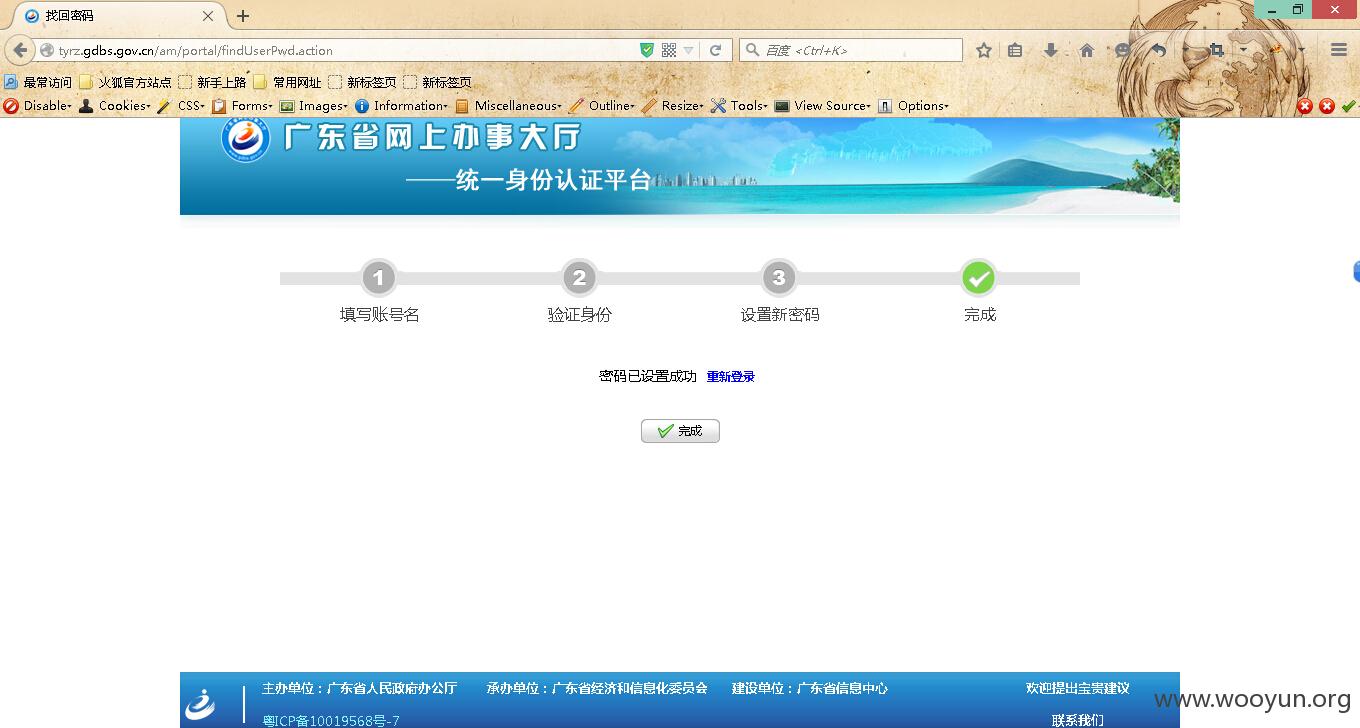 找回密码
tyrz.gdbs.gov.cn/am/portal/findUserPwd.action
百度 <Ctrl+K>
最常访问 火狐官方站点 新手上路 常用网址 新标签页 新标签页
Disable Cookies CSS Forms Images Information Miscellaneous Outline Resize Tools View Source Options
广东省网上办事大厅
——统一身份认证平台
1 2 3
填写账号名 验证身份 设置新密码 完成
密码已设置成功 重新登录
完成
主办单位：广东省人民政府办公厅 承办单位：广东省经济和信息化委员会 建设单位：广东省信息中心 欢迎提出宝贵建议
www.wooyun.org
粤ICP备10019568号-7 联系我们